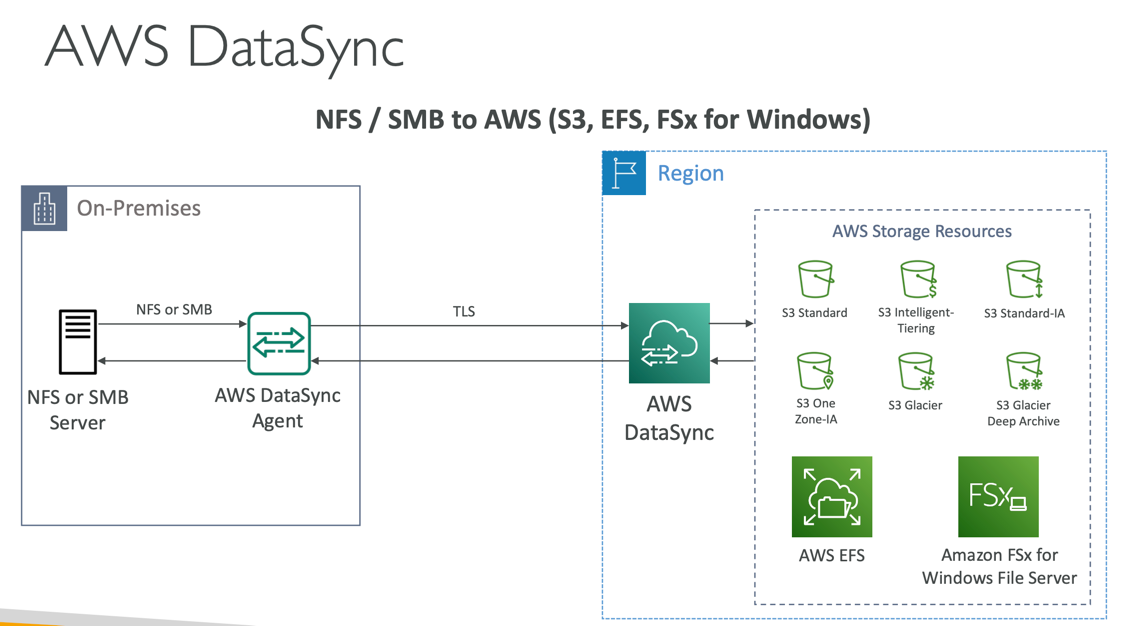 AWS DataSync
NFS / SMB to AWS (S3, EFS, FSx for Windows)
On-Premises
NFS or SMB
NFS or SMB
Server
AWS DataSync
Agent
TLS
Region
AWS
DataSync
AWS Storage Resources
S3 Standard
S3 Intelligent-
Tiering
S3 Standard-IA
S3 One
Zone-IA
S3 Glacier
S3 Glacier
Deep Archive
AWS EFS
FSx
Amazon FSx for
Windows File Server